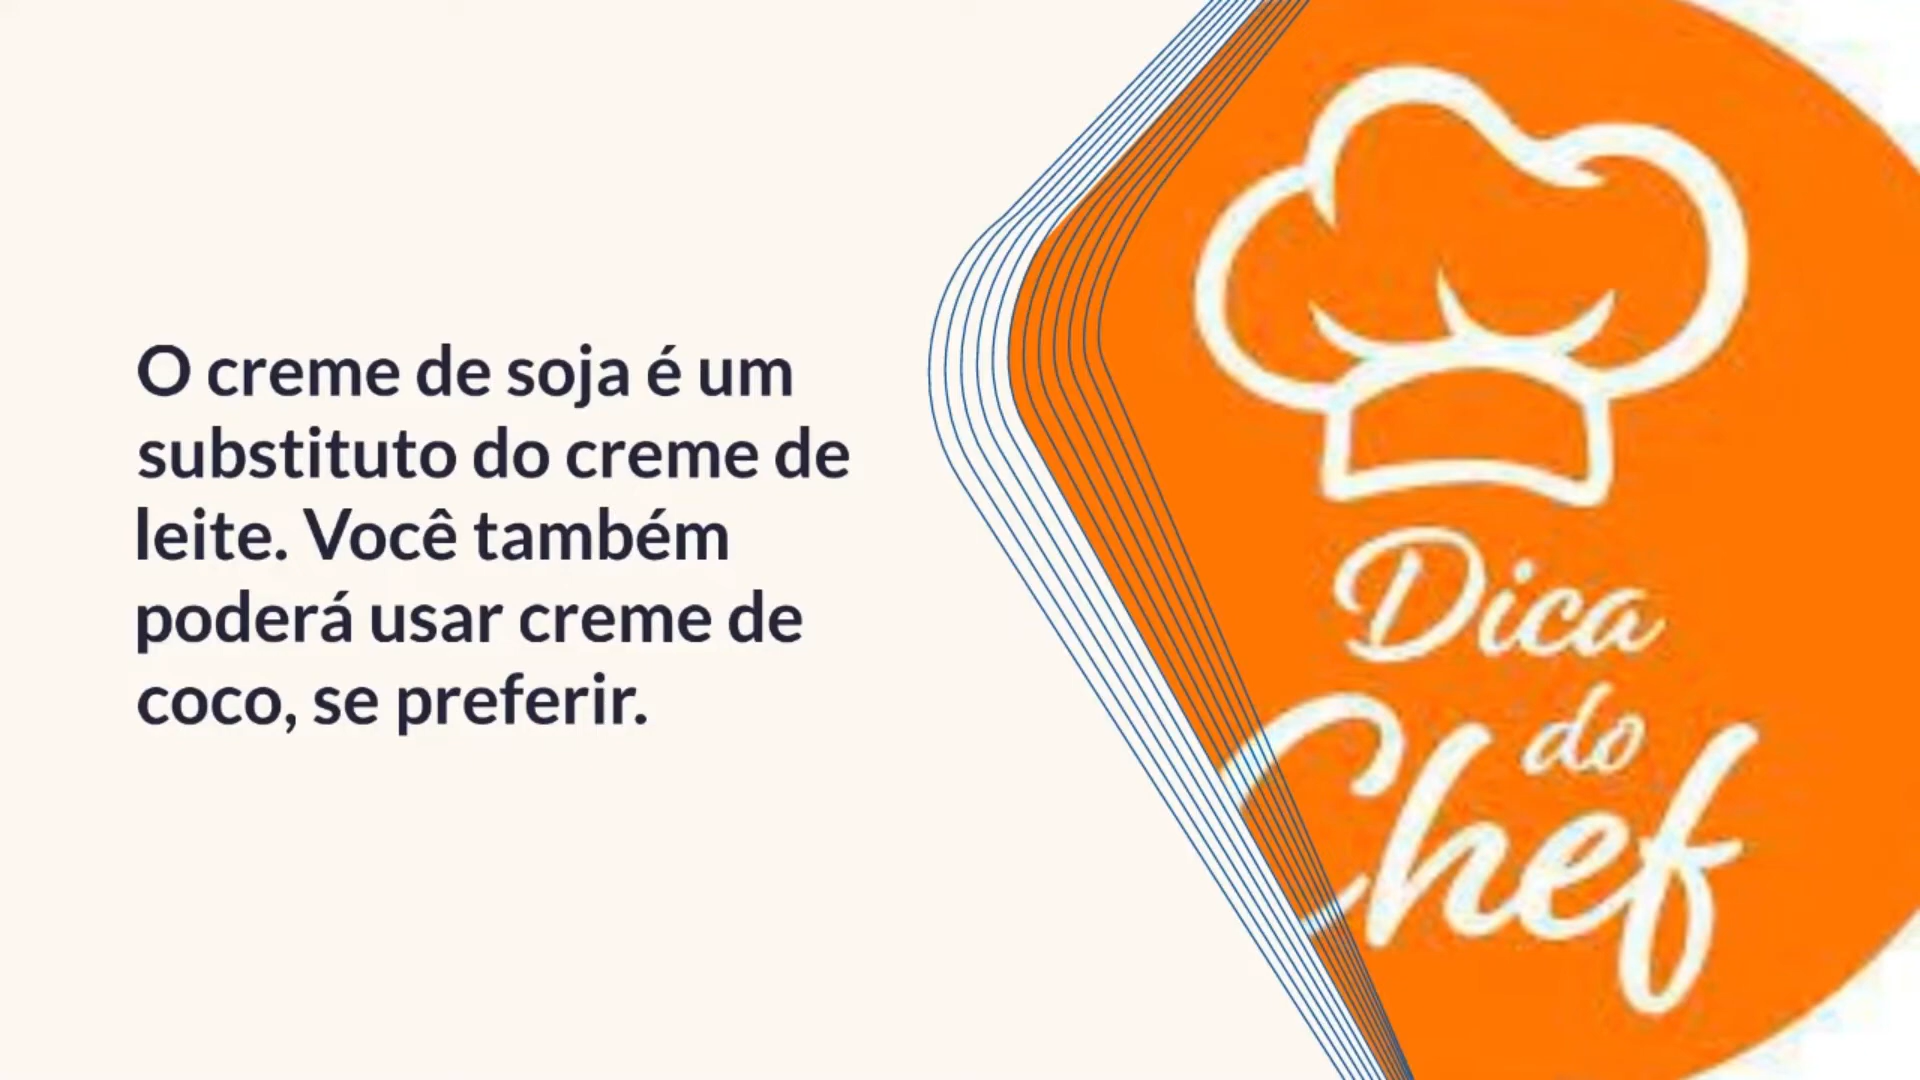 O creme de soja é um
substituto do creme de
leite. Você também
poderá usar creme de
coco, se preferir.
Dica
do
Chef